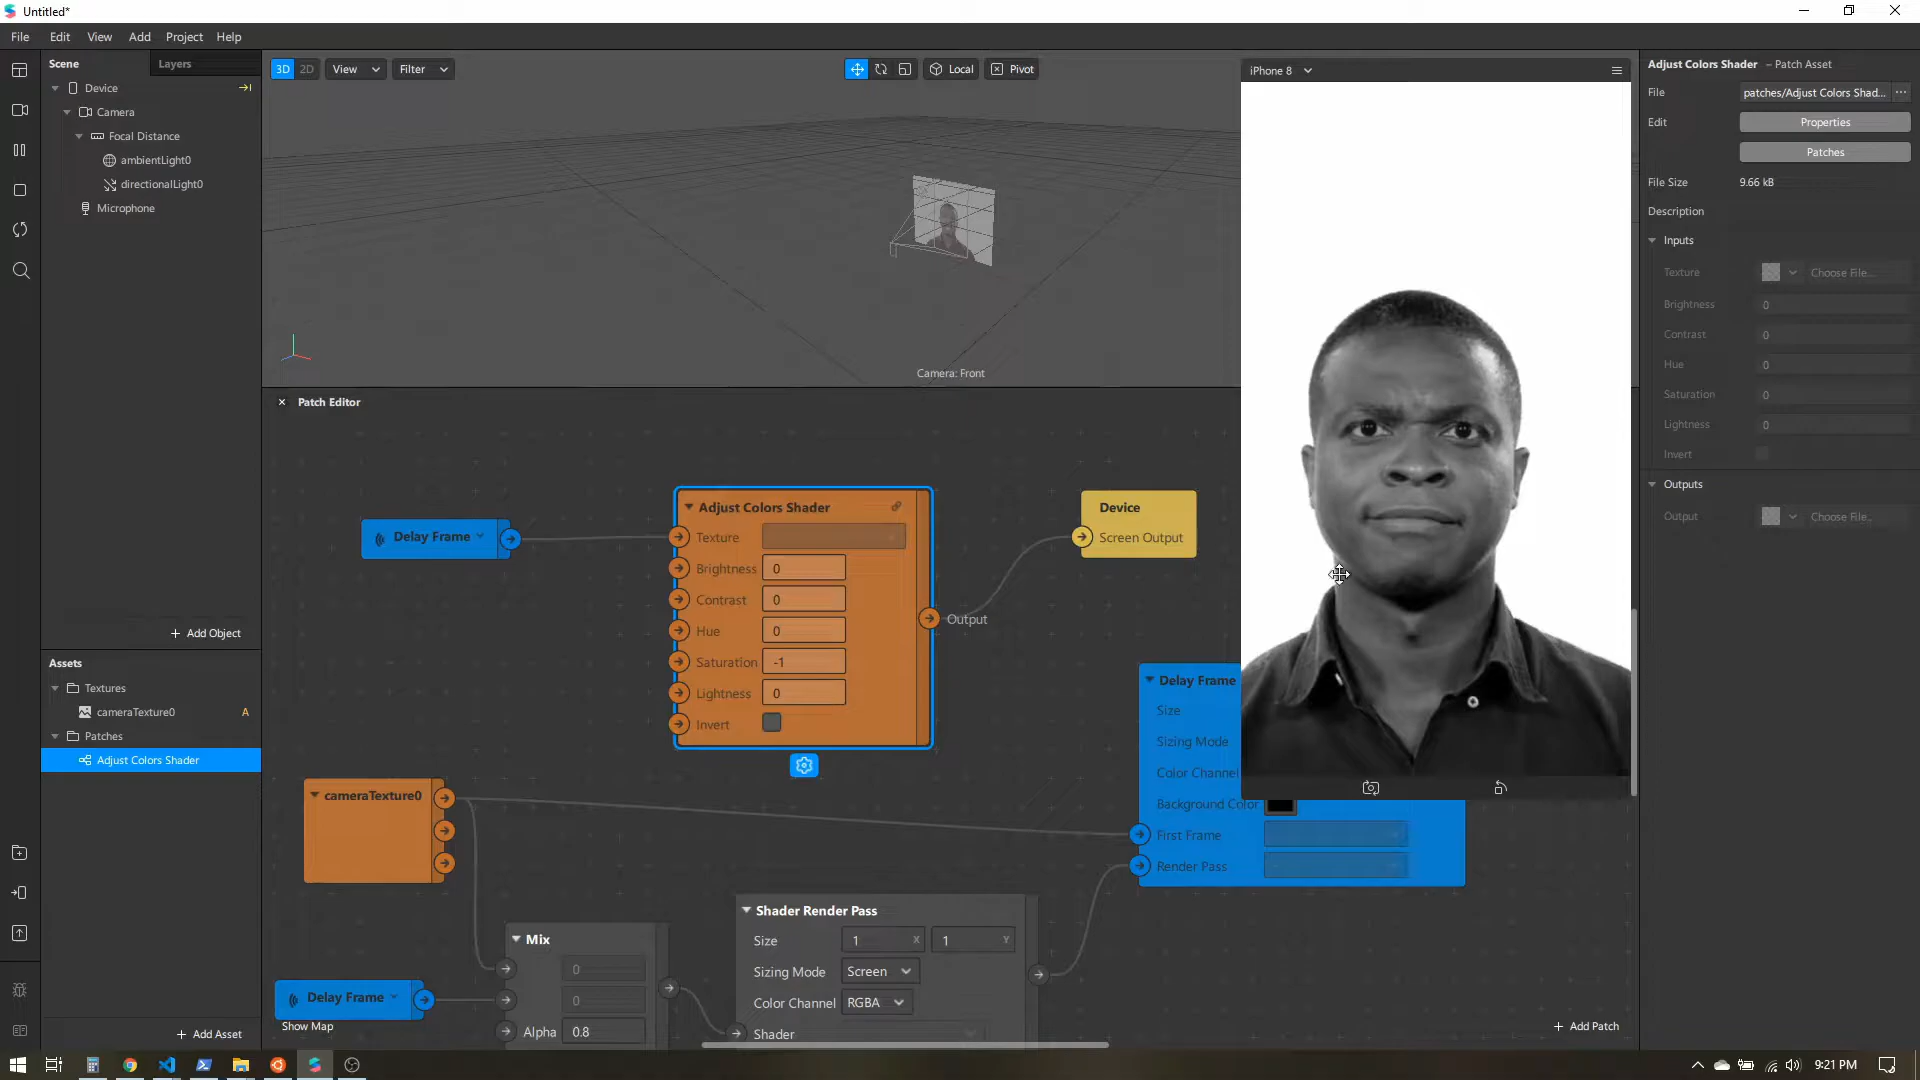 Untitled*
File Edit View Add Project Help
Scene Layers
Device
Camera
Focal Distance
ambientLight0
directionalLight0
Microphone
+ Add Object
Assets
Textures
cameraTexture0 A
Patches
Adjust Colors Shader
+ Add Asset
3D 2D View Filter
Local Pivot
Camera: Front
iPhone 8
× Patch Editor
Delay Frame
Adjust Colors Shader
Texture
Brightness 0
Contrast 0
Hue 0
Saturation -1
Lightness 0
Invert
Output
Device
Screen Output
Delay Frame
Size
Sizing Mode
Color Channel
Background Color
First Frame
Render Pass
cameraTexture0
Delay Frame
Show Map
Mix
0
0
Alpha 0.8
Shader Render Pass
Size 1 X 1 Y
Sizing Mode Screen
Color Channel RGBA
Shader
+ Add Patch
Adjust Colors Shader – Patch Asset
File patches/Adjust Colors Shad... ...
Edit Properties
Patches
File Size 9.66 kB
Description
Inputs
Texture Choose File...
Brightness 0
Contrast 0
Hue 0
Saturation 0
Lightness 0
Invert
Outputs
Output Choose File...
9:21 PM